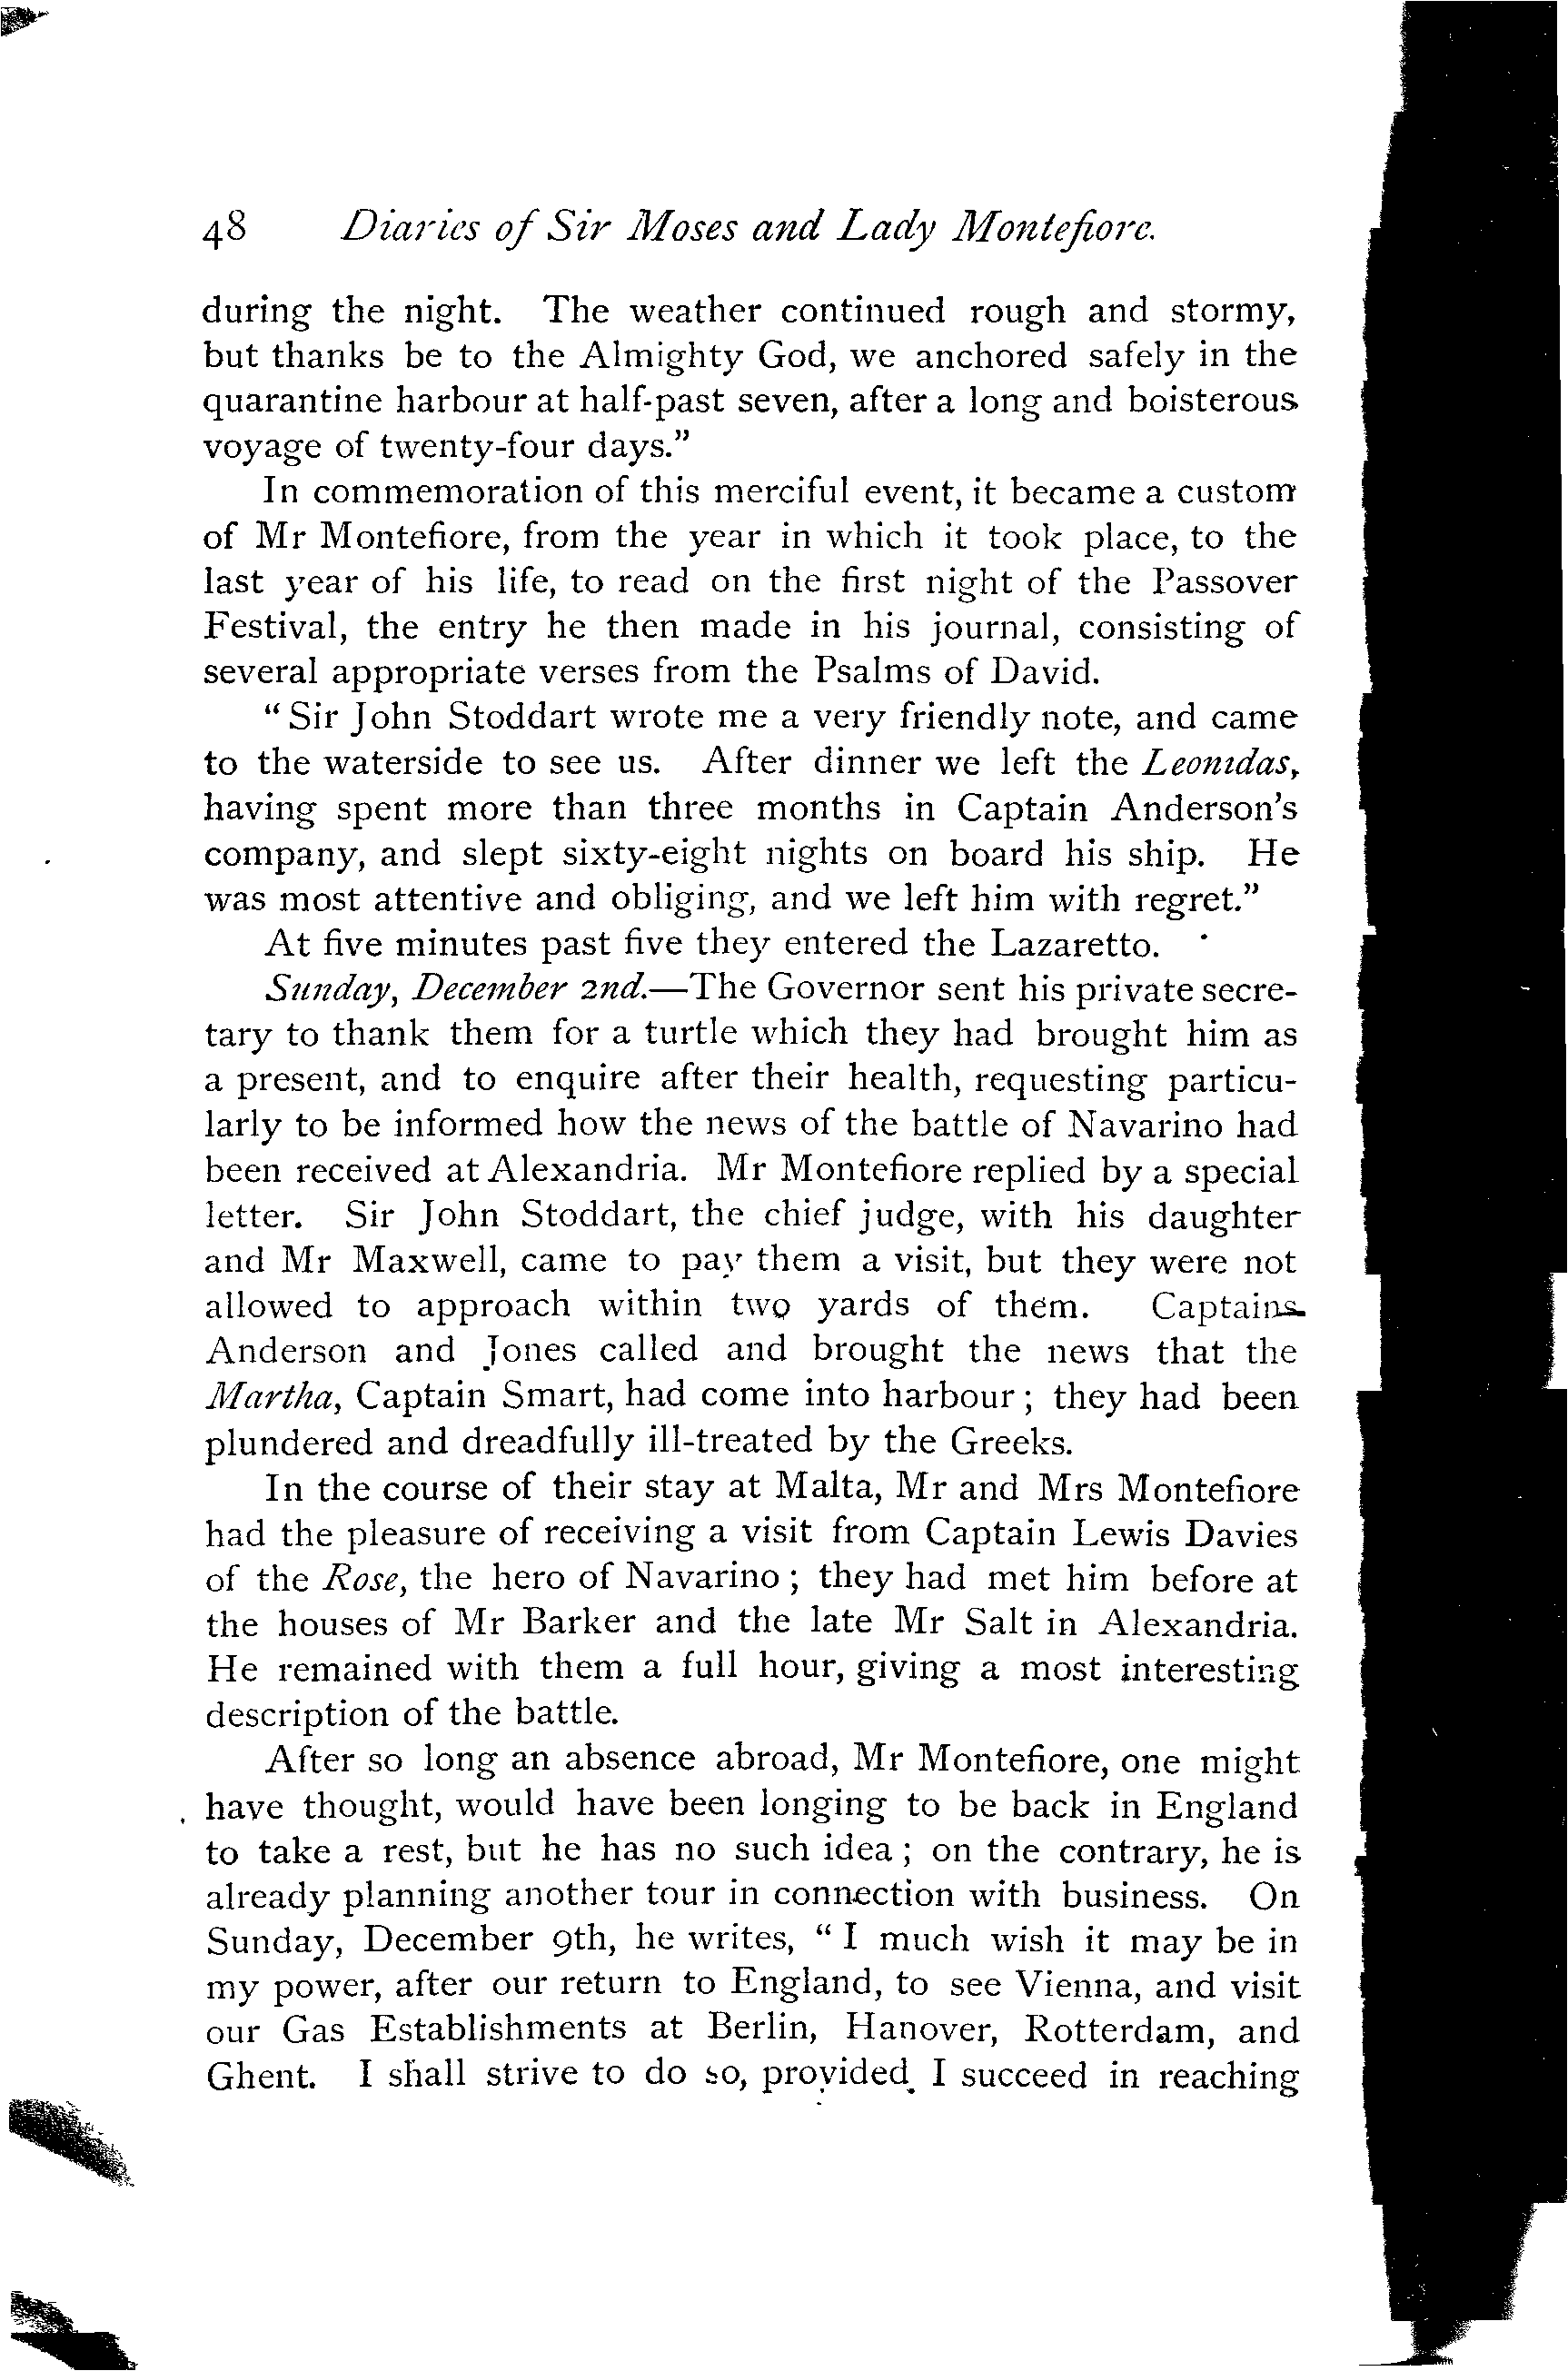 48 Diaries of Sir Moses and Lady Montefiore.
during the night. The weather continued rough and stormy,
but thanks be to the Almighty God, we anchored safely in the
quarantine harbour at half-past seven, after a long and boisterous
voyage of twenty-four days."
In commemoration of this merciful event, it became a custom
of Mr Montefiore, from the year in which it took place, to the
last year of his life, to read on the first night of the Passover
Festival, the entry he then made in his journal, consisting of
several appropriate verses from the Psalms of David.
"Sir John Stoddart wrote me a very friendly note, and came
to the waterside to see us. After dinner we left the Leonidas,
having spent more than three months in Captain Anderson's
company, and slept sixty-eight nights on board his ship. He
was most attentive and obliging, and we left him with regret."
At five minutes past five they entered the Lazaretto.
Sunday, December 2nd.—The Governor sent his private secre-
tary to thank them for a turtle which they had brought him as
a present, and to enquire after their health, requesting particu-
larly to be informed how the news of the battle of Navarino had
been received at Alexandria. Mr Montefiore replied by a special
letter. Sir John Stoddart, the chief judge, with his daughter
and Mr Maxwell, came to pay them a visit, but they were not
allowed to approach within two yards of them. Captains
Anderson and Jones called and brought the news that the
Martha, Captain Smart, had come into harbour; they had been
plundered and dreadfully ill-treated by the Greeks.
In the course of their stay at Malta, Mr and Mrs Montefiore
had the pleasure of receiving a visit from Captain Lewis Davies
of the Rose, the hero of Navarino; they had met him before at
the houses of Mr Barker and the late Mr Salt in Alexandria.
He remained with them a full hour, giving a most interesting
description of the battle.
After so long an absence abroad, Mr Montefiore, one might
have thought, would have been longing to be back in England
to take a rest, but he has no such idea; on the contrary, he is
already planning another tour in connection with business. On
Sunday, December 9th, he writes, "I much wish it may be in
my power, after our return to England, to see Vienna, and visit
our Gas Establishments at Berlin, Hanover, Rotterdam, and
Ghent. I shall strive to do so, provided I succeed in reaching